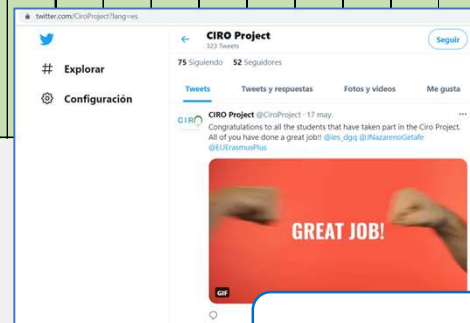 twitter.com/CiroProject?lang=es
CIRO Project
323 Tweets
Seguir
# Explorar
Configuración
75 Siguiendo 52 Seguidores
Tweets Tweets y respuestas Fotos y videos Me gusta
CIRO
CIRO Project @CiroProject · 17 may.
Congratulations to all the students that have taken part in the Ciro Project.
All of you have done a great job!! @ies_dgq @JNazarenoGetafe
@EUErasmusPlus
GREAT JOB!
GIF